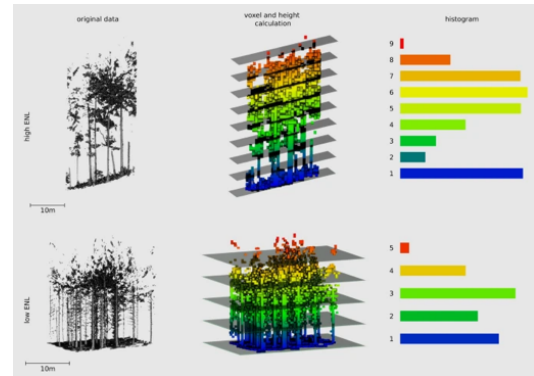 original data
voxel and height
calculation
histogram
high ENL
9
8
7
6
5
4
3
2
1
10m
low ENL
5
4
3
2
1
10m